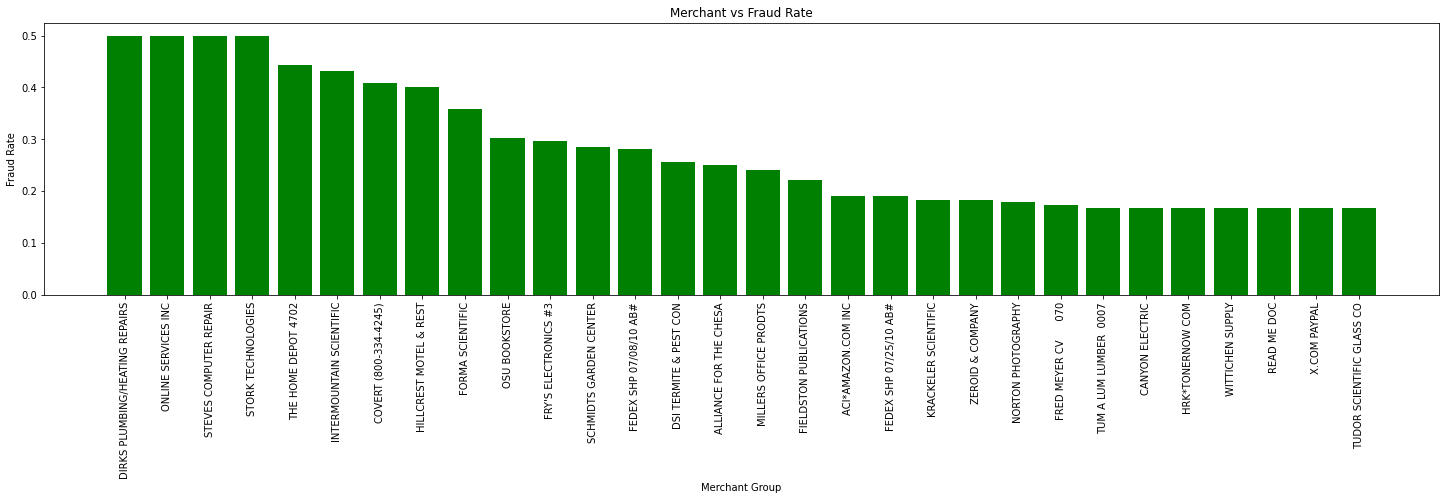 Merchant vs Fraud Rate
Fraud Rate
0.5
0.4
0.3
0.2
0.1
0.0
DIRKS PLUMBING/HEATING REPAIRS
ONLINE SERVICES INC
STEVES COMPUTER REPAIR
STORK TECHNOLOGIES
THE HOME DEPOT 4702
INTERMOUNTAIN SCIENTIFIC
COVERT (800-334-4245)
HILLCREST MOTEL & REST
FORMA SCIENTIFIC
OSU BOOKSTORE
FRY'S ELECTRONICS #3
SCHMIDTS GARDEN CENTER
FEDEX SHP 07/08/10 AB#
DSI TERMITE & PEST CON
ALLIANCE FOR THE CHESA
MILLERS OFFICE PRODTS
FIELDSTON PUBLICATIONS
ACI*AMAZON.COM INC
FEDEX SHP 07/25/10 AB#
KRACKELER SCIENTIFIC
ZEROID & COMPANY
NORTON PHOTOGRAPHY
FRED MEYER CV     070
TUM A LUM LUMBER  0007
CANYON ELECTRIC
HRK*TONERNOW COM
WITTICHEN SUPPLY
READ ME DOC
X.COM PAYPAL
TUDOR SCIENTIFIC GLASS CO
Merchant Group